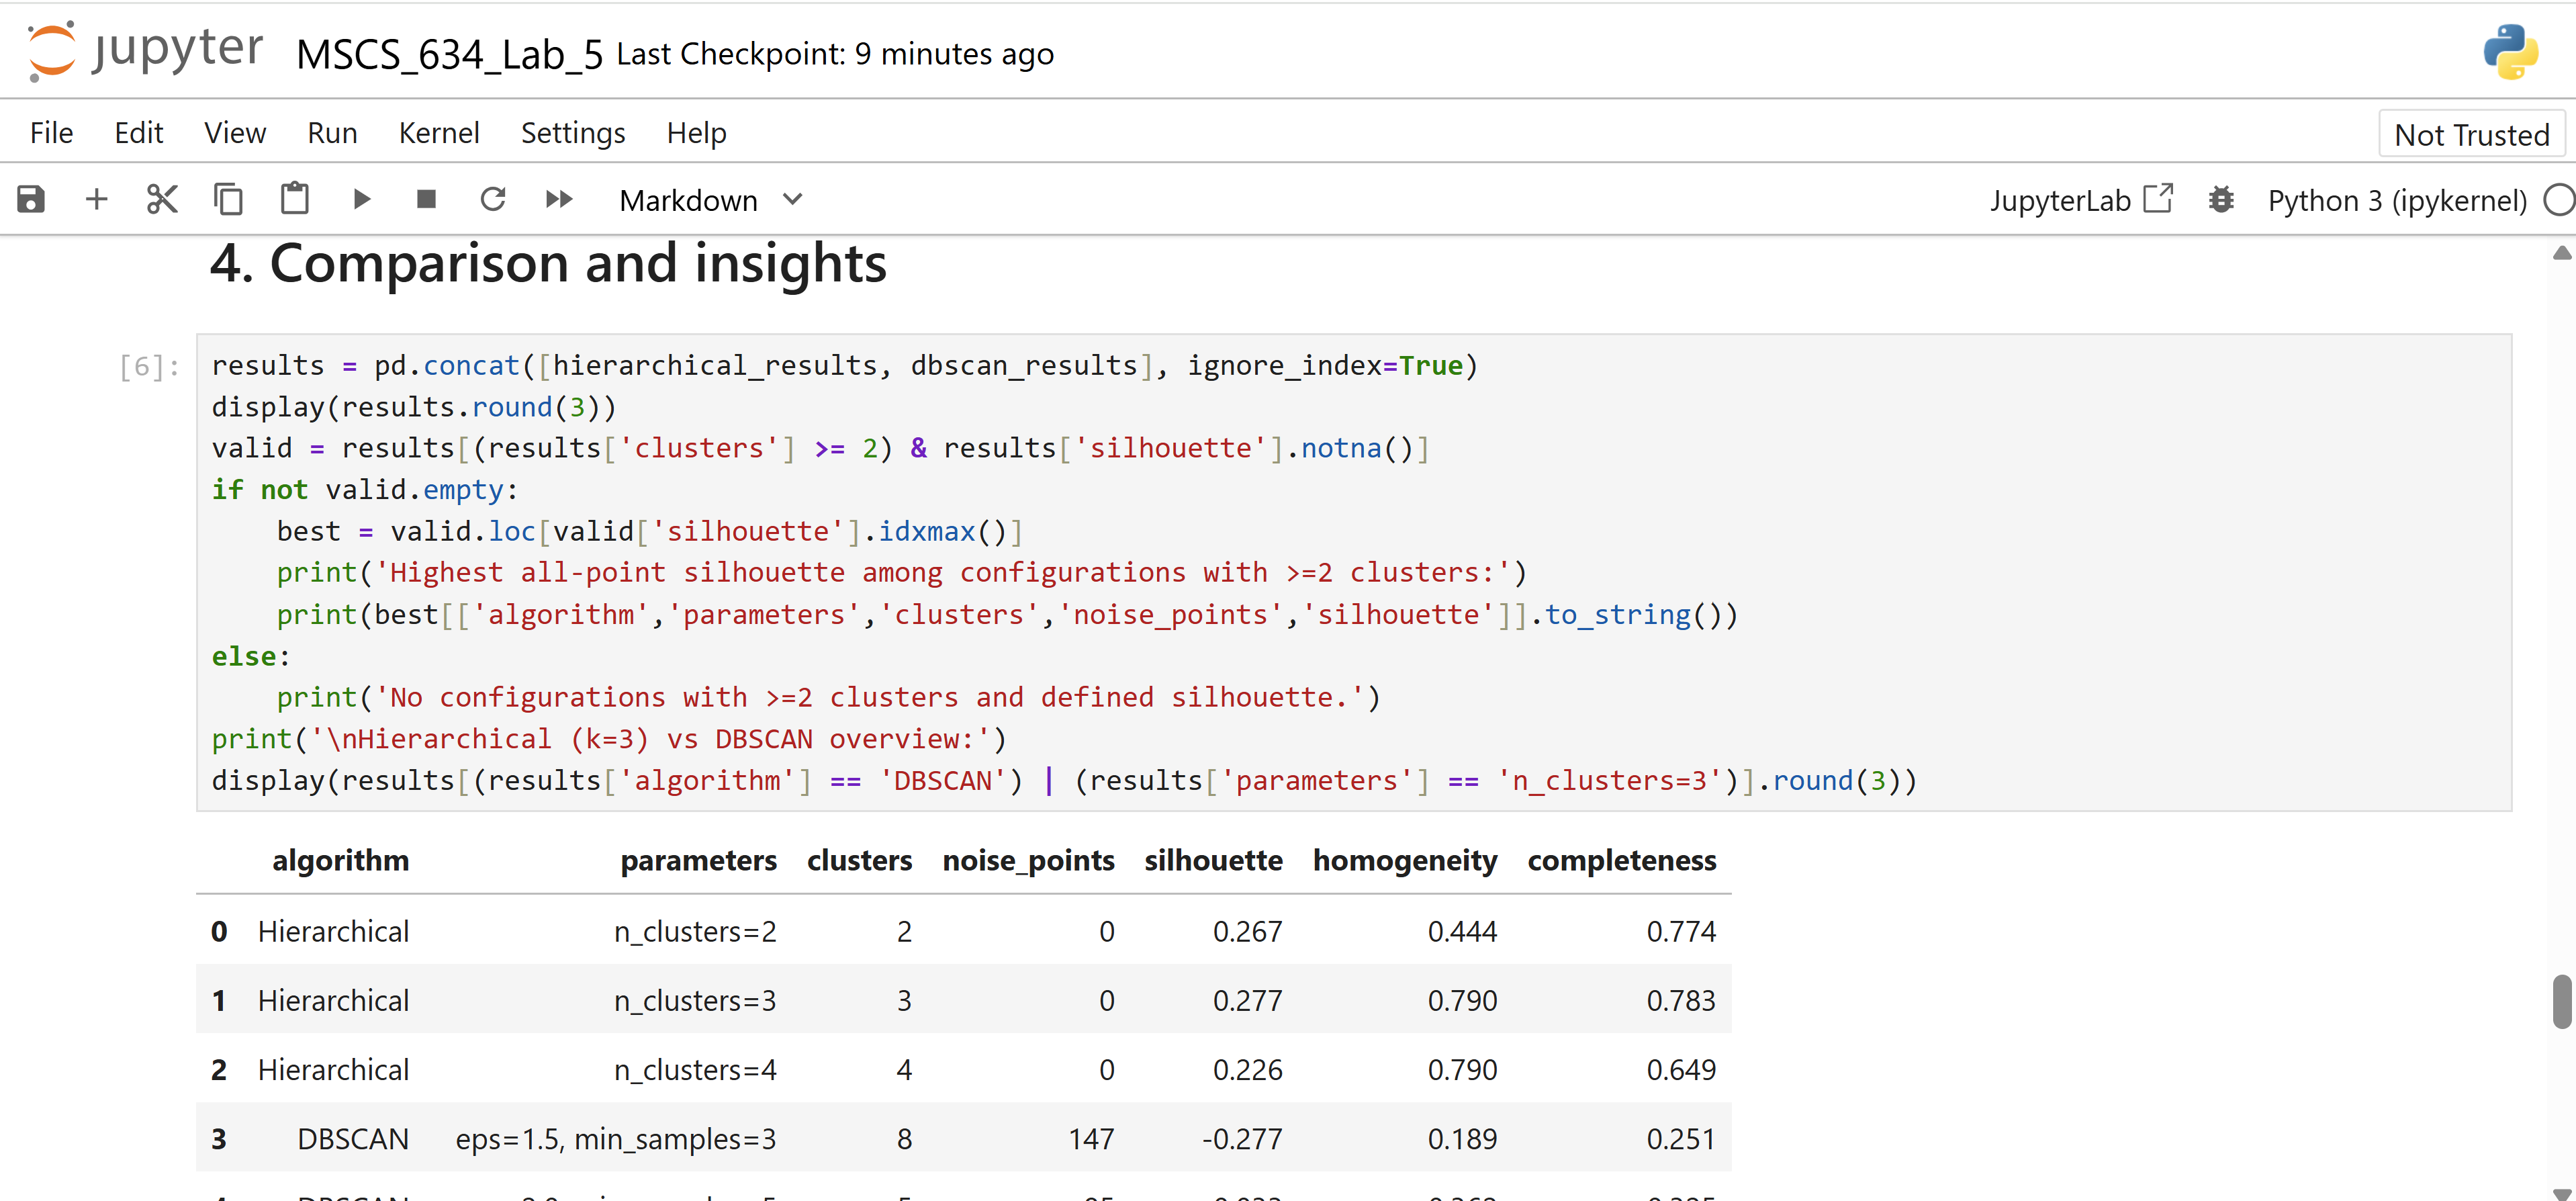 jupyter MSCS_634_Lab_5 Last Checkpoint: 9 minutes ago
File Edit View Run Kernel Settings Help Not Trusted
Markdown JupyterLab Python 3 (ipykernel)
4. Comparison and insights
[6]: results = pd.concat([hierarchical_results, dbscan_results], ignore_index=True)
display(results.round(3))
valid = results[(results['clusters'] >= 2) & results['silhouette'].notna()]
if not valid.empty:
    best = valid.loc[valid['silhouette'].idxmax()]
    print('Highest all-point silhouette among configurations with >=2 clusters:')
    print(best[['algorithm','parameters','clusters','noise_points','silhouette']].to_string())
else:
    print('No configurations with >=2 clusters and defined silhouette.')
print('\nHierarchical (k=3) vs DBSCAN overview:')
display(results[(results['algorithm'] == 'DBSCAN') | (results['parameters'] == 'n_clusters=3')].round(3))
algorithm parameters clusters noise_points silhouette homogeneity completeness
0 Hierarchical n_clusters=2 2 0 0.267 0.444 0.774
1 Hierarchical n_clusters=3 3 0 0.277 0.790 0.783
2 Hierarchical n_clusters=4 4 0 0.226 0.790 0.649
3 DBSCAN eps=1.5, min_samples=3 8 147 -0.277 0.189 0.251